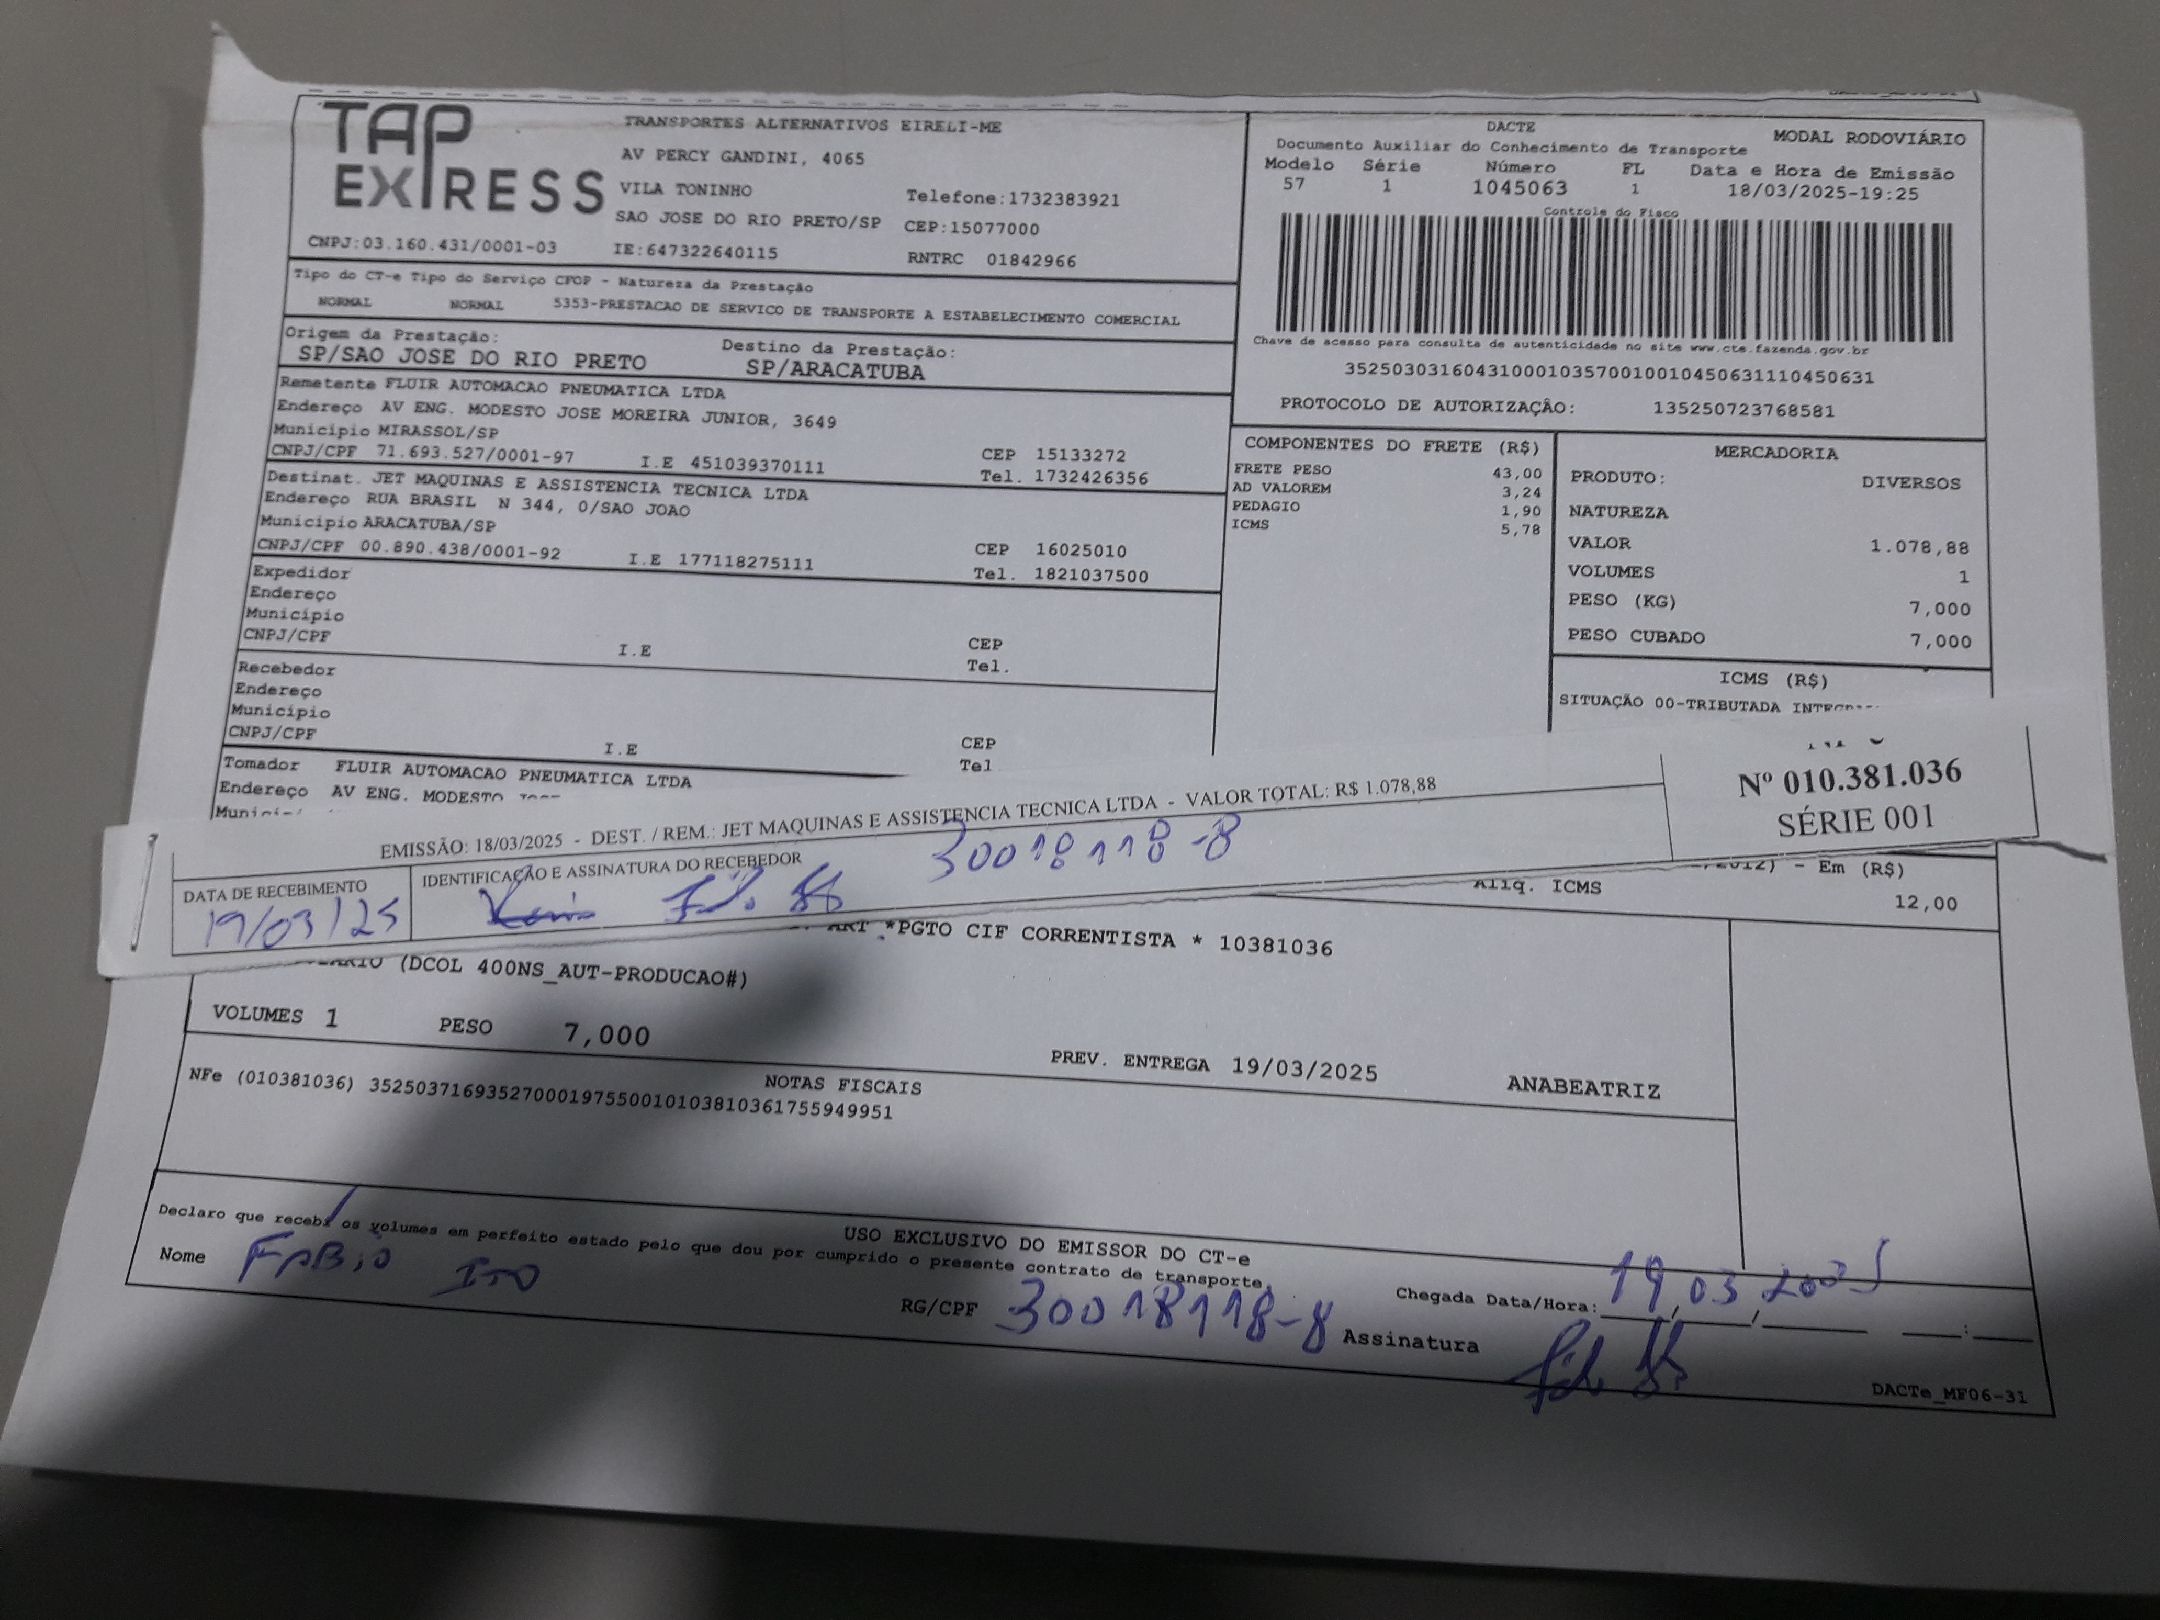 TAP EXPRESS
TRANSPORTES ALTERNATIVOS EIRELI-ME
AV PERCY GANDINI, 4065
VILA TONINHO Telefone:1732383921
SAO JOSE DO RIO PRETO/SP CEP:15077000
CNPJ:03.160.431/0001-03 IE:647322640115 RNTRC 01842966
Tipo do CT-e Tipo do Serviço CFOP - Natureza da Prestação
NORMAL NORMAL 5353-PRESTACAO DE SERVICO DE TRANSPORTE A ESTABELECIMENTO COMERCIAL
Origem da Prestação: Destino da Prestação:
SP/SAO JOSE DO RIO PRETO SP/ARACATUBA
Remetente FLUIR AUTOMACAO PNEUMATICA LTDA
Endereço AV ENG. MODESTO JOSE MOREIRA JUNIOR, 3649
Município MIRASSOL/SP CEP 15133272
CNPJ/CPF 71.693.527/0001-97 I.E 451039370111 Tel. 1732426356
Destinat. JET MAQUINAS E ASSISTENCIA TECNICA LTDA
Endereço RUA BRASIL N 344, 0/SAO JOAO
Município ARACATUBA/SP CEP 16025010
CNPJ/CPF 00.890.438/0001-92 I.E 177118275111 Tel. 1821037500
Expedidor
Endereço
Município CEP
CNPJ/CPF I.E Tel.
Recebedor
Endereço
Município CEP
CNPJ/CPF I.E Tel
Tomador FLUIR AUTOMACAO PNEUMATICA LTDA
Endereço AV ENG. MODESTO
DACTE MODAL RODOVIÁRIO
Documento Auxiliar do Conhecimento de Transporte
Modelo Série Número FL Data e Hora de Emissão
57 1 1045063 1 18/03/2025-19:25
Controle do Fisco
Chave de acesso para consulta de autenticidade no site www.cte.fazenda.gov.br
35250303160431000103570010010450631110450631
PROTOCOLO DE AUTORIZAÇÂO: 135250723768581
COMPONENTES DO FRETE (R$)
FRETE PESO 43,00
AD VALOREM 3,24
PEDAGIO 1,90
ICMS 5,78
MERCADORIA
PRODUTO: DIVERSOS
NATUREZA
VALOR 1.078,88
VOLUMES 1
PESO (KG) 7,000
PESO CUBADO 7,000
ICMS (R$)
SITUAÇÃO 00-TRIBUTADA
EMISSÃO: 18/03/2025 - DEST. / REM.: JET MAQUINAS E ASSISTENCIA TECNICA LTDA - VALOR TOTAL: R$ 1.078,88
Nº 010.381.036
SÉRIE 001
DATA DE RECEBIMENTO IDENTIFICAÇÃO E ASSINATURA DO RECEBEDOR
19/03/25 30018118-8
- Em (R$)
Aliq. ICMS 12,00
*PGTO CIF CORRENTISTA * 10381036
(DCOL 400NS_AUT-PRODUCAO#)
VOLUMES 1 PESO 7,000
PREV. ENTREGA 19/03/2025 ANABEATRIZ
NOTAS FISCAIS
NFe (010381036) 35250371693527000197550010103810361755949951
USO EXCLUSIVO DO EMISSOR DO CT-e
Declaro que recebi os volumes em perfeito estado pelo que dou por cumprido o presente contrato de transporte.
Nome FABIO ITO
RG/CPF 30018118-8
Chegada Data/Hora: 19/03/2025
Assinatura
DACTe_MF06-31